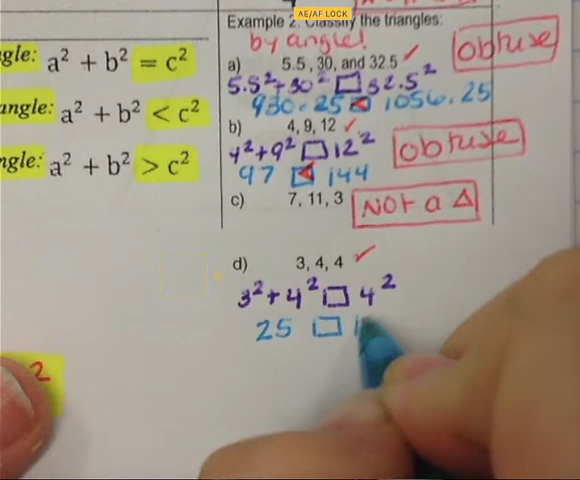 AE/AF LOCK
Example 2: Classify the triangles:
by angle!
gle: a² + b² = c²
angle: a² + b² < c²
ngle: a² + b² > c²
a) 5.5, 30, and 32.5 ✓ Obtuse
5.5² + 30² □ 32.5²
930.25 < 1056.25
b) 4, 9, 12 ✓ Obtuse
4² + 9² □ 12²
97 < 144
c) 7, 11, 3 Not a Δ
d) 3, 4, 4 ✓
3² + 4² □ 4²
25 □ 1
2